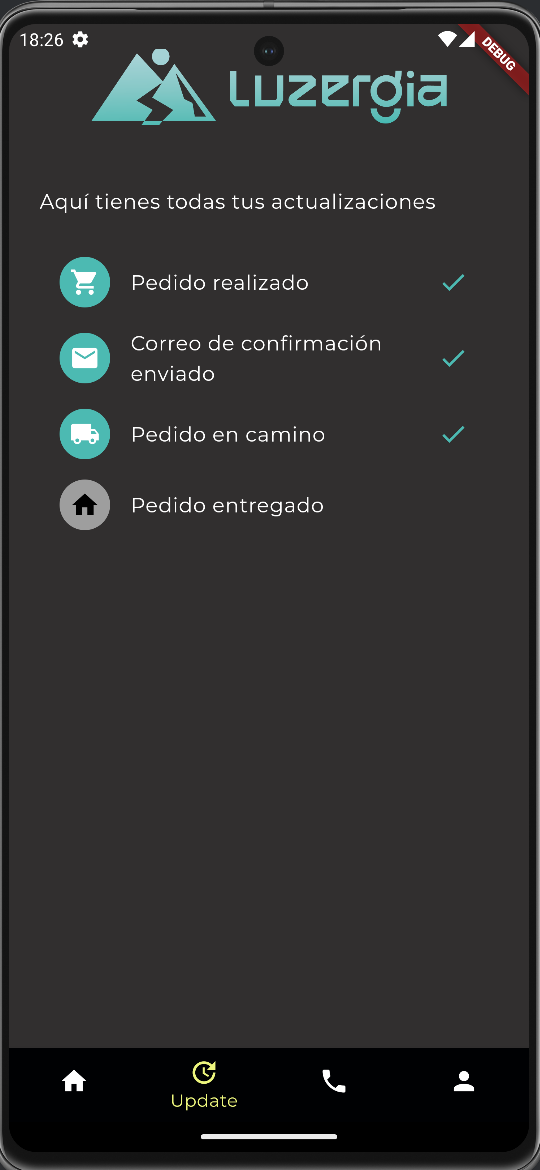 18:26
DEBUG
Luzergia
Aquí tienes todas tus actualizaciones
Pedido realizado
Correo de confirmación
enviado
Pedido en camino
Pedido entregado
Update